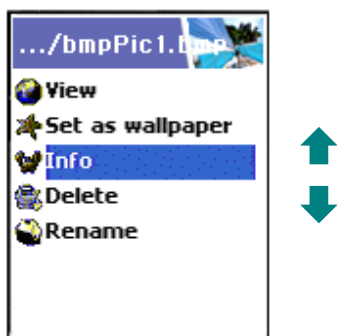 .../bmpPic1.bmp
View
Set as wallpaper
Info
Delete
Rename